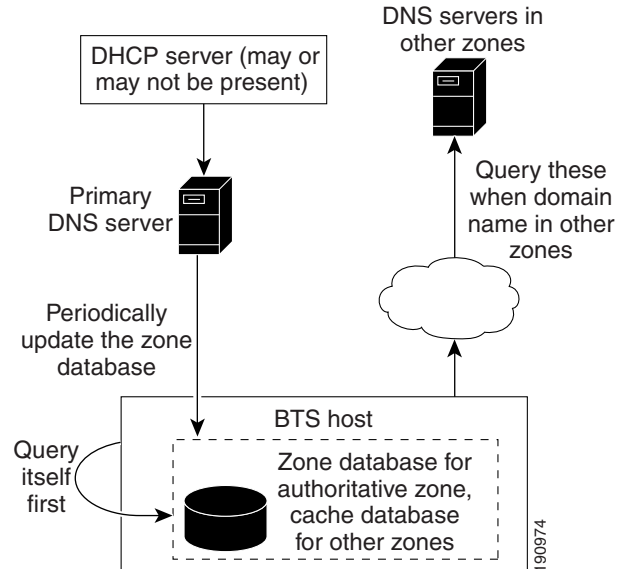 DNS servers in
other zones
DHCP server (may or
may not be present)
Primary
DNS server
Query these
when domain
name in other
zones
Periodically
update the zone
database
BTS host
Query
itself
first
Zone database for
authoritative zone,
cache database
for other zones
190974